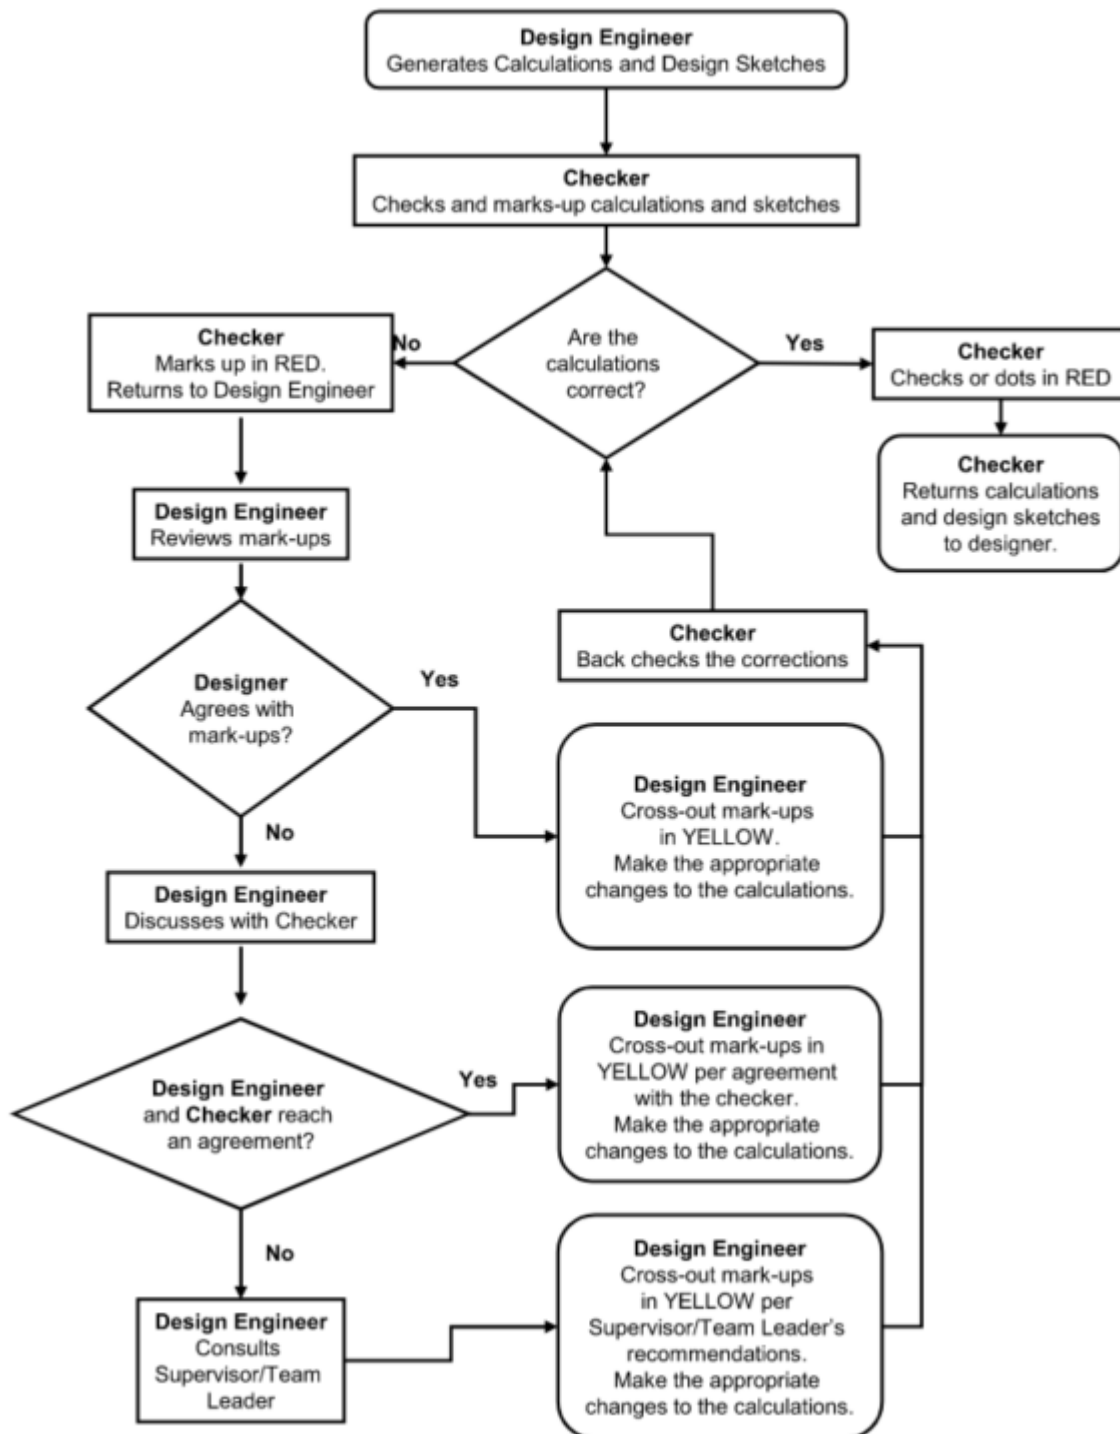 Design Engineer
Generates Calculations and Design Sketches
Checker
Checks and marks-up calculations and sketches
Are the
calculations
correct?
No
Yes
Checker
Marks up in RED.
Returns to Design Engineer
Checker
Checks or dots in RED
Checker
Returns calculations
and design sketches
to designer.
Design Engineer
Reviews mark-ups
Checker
Back checks the corrections
Designer
Agrees with
mark-ups?
Yes
No
Design Engineer
Cross-out mark-ups
in YELLOW.
Make the appropriate
changes to the calculations.
Design Engineer
Discusses with Checker
Design Engineer
and Checker reach
an agreement?
Yes
No
Design Engineer
Cross-out mark-ups in
YELLOW per agreement
with the checker.
Make the appropriate
changes to the calculations.
Design Engineer
Consults
Supervisor/Team
Leader
Design Engineer
Cross-out mark-ups
in YELLOW per
Supervisor/Team Leader's
recommendations.
Make the appropriate
changes to the calculations.